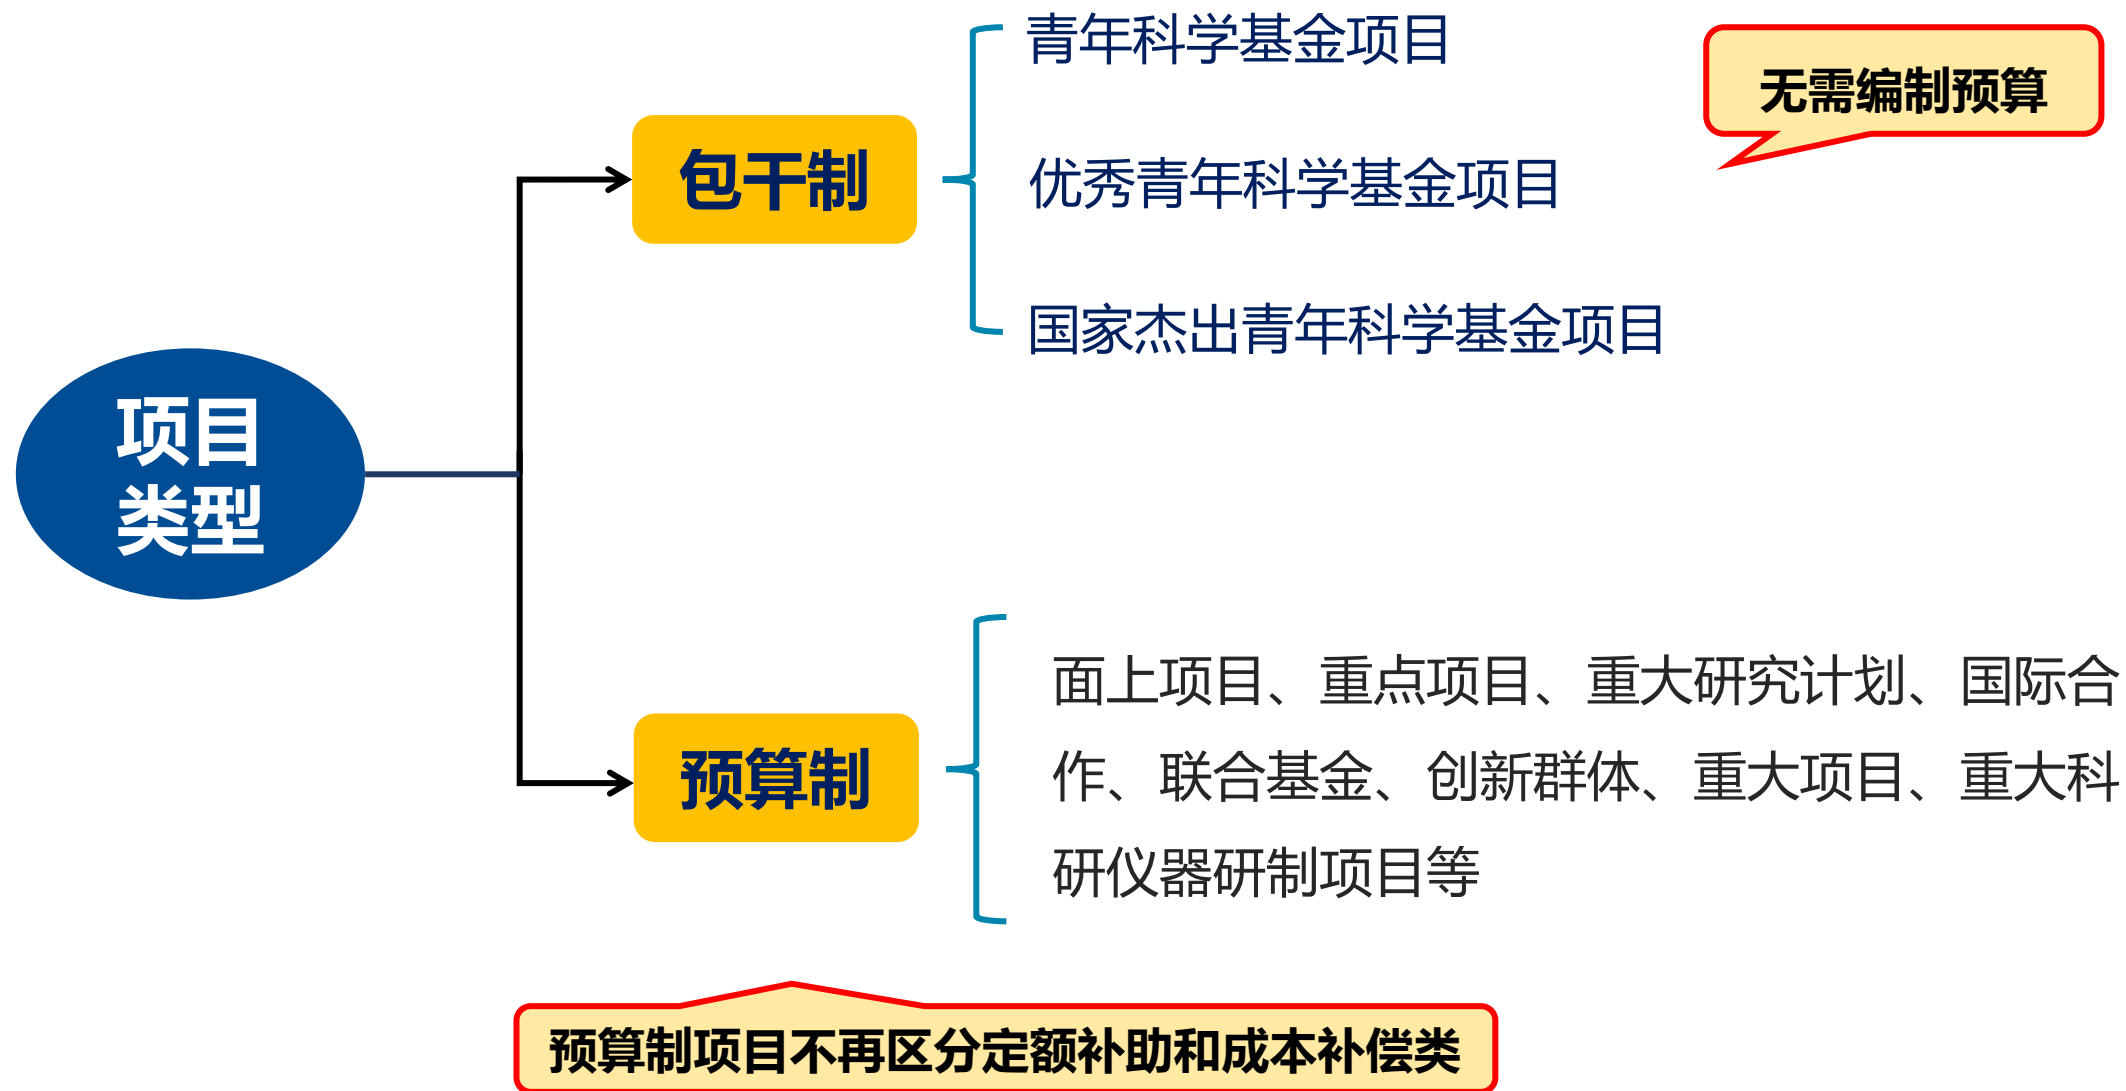 青年科学基金项目
无需编制预算
包干制
优秀青年科学基金项目
国家杰出青年科学基金项目
项目
类型
面上项目、重点项目、重大研究计划、国际合
作、联合基金、创新群体、重大项目、重大科
研仪器研制项目等
预算制
预算制项目不再区分定额补助和成本补偿类